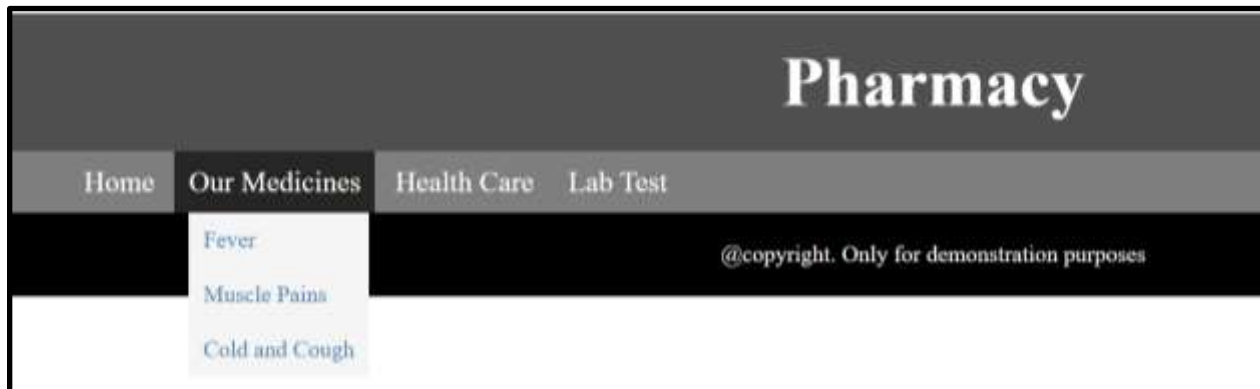 Pharmacy
Home Our Medicines Health Care Lab Test
Fever
@copyright. Only for demonstration purposes
Muscle Pains
Cold and Cough